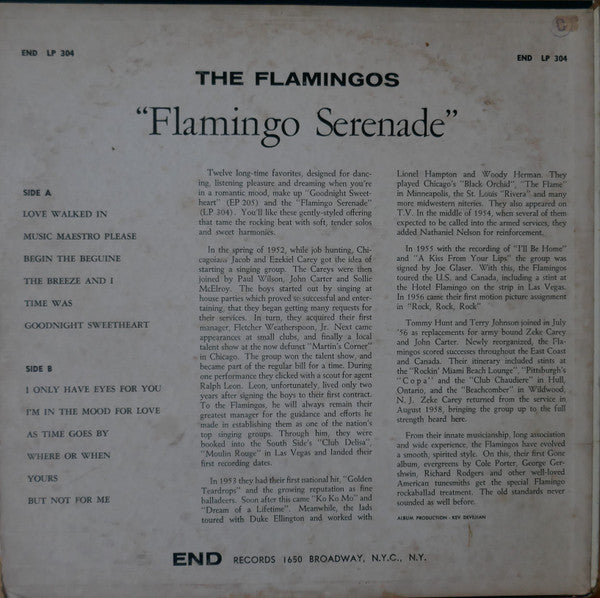 END LP 304
END LP 304
THE FLAMINGOS
"Flamingo Serenade"
SIDE A
LOVE WALKED IN
MUSIC MAESTRO PLEASE
BEGIN THE BEGUINE
THE BREEZE AND I
TIME WAS
GOODNIGHT SWEETHEART
SIDE B
I ONLY HAVE EYES FOR YOU
I'M IN THE MOOD FOR LOVE
AS TIME GOES BY
WHERE OR WHEN
YOURS
BUT NOT FOR ME
Twelve long-time favorites, designed for danc-
ing, listening pleasure and dreaming when you're
in a romantic mood, make up "Goodnight Sweet-
heart" (EP 205) and the "Flamingo Serenade"
(LP 304). You'll like these gently-styled offering
that tame the rocking beat with soft, tender solos
and sweet harmonies.
In the spring of 1952, while job hunting, Chi-
cagoians Jacob and Ezekiel Carey got the idea of
starting a singing group. The Careys were then
joined by Paul Wilson, John Carter and Sollie
McElroy. The boys started out by singing at
house parties which proved so successful and enter-
taining, that they began getting many requests for
their services. In turn, they acquired their first
manager, Fletcher Weatherspoon, Jr. Next came
appearances at small clubs, and finally a local
talent show at the now defunct "Martin's Corner"
in Chicago. The group won the talent show, and
became part of the regular bill for a time. During
one performance they clicked with a scout for agent
Ralph Leon. Leon, unfortunately, lived only two
years after signing the boys to their first contract.
To the Flamingos, he will always remain their
greatest manager for the guidance and efforts he
made in establishing them as one of the nation's
top singing groups. Through him, they were
booked into the South Side's "Club Delisa",
"Moulin Rouge" in Las Vegas and landed their
first recording dates.
In 1953 they had their first national hit, "Golden
Teardrops" and the growing reputation as fine
balladeers. Soon after this came "Ko Ko Mo" and
"Dream of a Lifetime". Meanwhile, the lads
toured with Duke Ellington and worked with
Lionel Hampton and Woody Herman. They
played Chicago's "Black Orchid", "The Flame"
in Minneapolis, the St. Louis "Rivera" and many
more midwestern niteries. They also appeared on
T.V. In the middle of 1954, when several of them
expected to be called into the armed services, they
added Nathaniel Nelson for reinforcement.
In 1955 with the recording of "I'll Be Home"
and "A Kiss From Your Lips" the group was
signed by Joe Glaser. With this, the Flamingos
toured the U.S. and Canada, including a stint at
the Hotel Flamingo on the strip in Las Vegas.
In 1956 came their first motion picture assignment
in "Rock, Rock, Rock"
Tommy Hunt and Terry Johnson joined in July
'56 as replacements for army bound Zeke Carey
and John Carter. Newly reorganized, the Flam-
ingos scored successes throughout the East Coast
and Canada. Their itinerary included stints at
the "Rockin' Miami Beach Lounge", "Pittsburgh's
"Copa" and the "Club Chaudiere" in Hull,
Ontario, and the "Beachcomber" in Wildwood,
N. J. Zeke Carey returned from the service in
August 1958, bringing the group up to the full
strength heard here.
From their innate musicianship, long association
and wide experience, the Flamingos have evolved
a smooth, spirited style. On this, their first Gone
album, evergreens by Cole Porter, George Ger-
shwin, Richard Rodgers and other well-loved
American tunesmiths get the special Flamingo
rockaballad treatment. The old standards never
sounded as well before.
ALBUM PRODUCTION - KEV DEVEJIAN
END RECORDS 1650 BROADWAY, N.Y.C., N.Y.